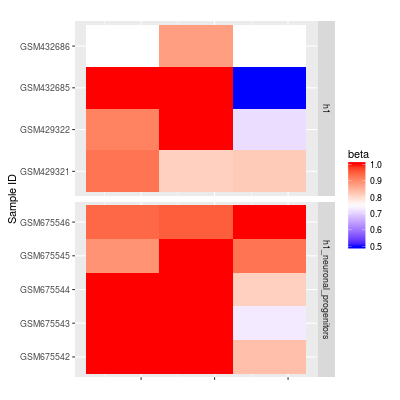 GSM432686
GSM432685
GSM429322
GSM429321
h1
GSM675546
GSM675545
GSM675544
GSM675543
GSM675542
h1_neuronal_progenitors
Sample ID
beta
1.0
0.9
0.8
0.7
0.6
0.5